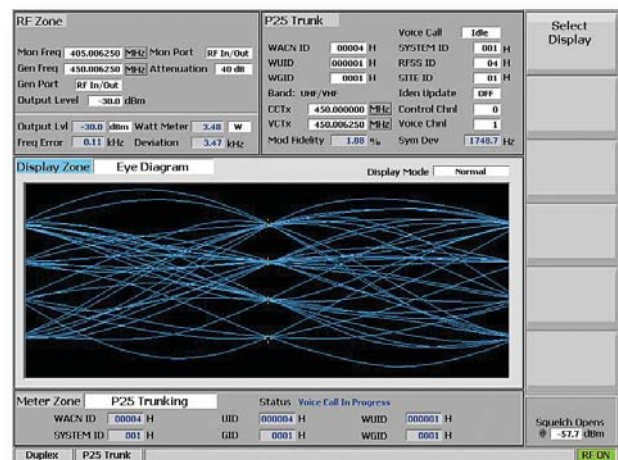 RF Zone
Mon Freq 405.006250 MHz Mon Port RF In/Out
Gen Freq 450.006250 MHz Attenuation 40 dB
Gen Port RF In/Out
Output Level -30.0 dBm
Output Lvl -30.0 dBm Watt Meter 3.48 W
Freq Error 0.11 kHz Deviation 3.47 kHz
P25 Trunk
Voice Call Idle
WACN ID 00004 H SYSTEM ID 001 H
WUID 000001 H RFSS ID 04 H
WGID 0001 H SITE ID 01 H
Band: UHF/VHF Iden Update OFF
CCTx 450.000000 MHz Control Chnl 0
VCTx 450.006250 MHz Voice Chnl 1
Mod Fidelity 1.08 % Sym Dev 1748.7 Hz
Select
Display
Display Zone Eye Diagram Display Mode Normal
Meter Zone P25 Trunking Status Voice Call In Progress
WACN ID 00004 H UID 000004 H WUID 000001 H
SYSTEM ID 001 H GID 0001 H WGID 0001 H
Squelch Opens
@ -57.7 dBm
Duplex P25 Trunk RF ON